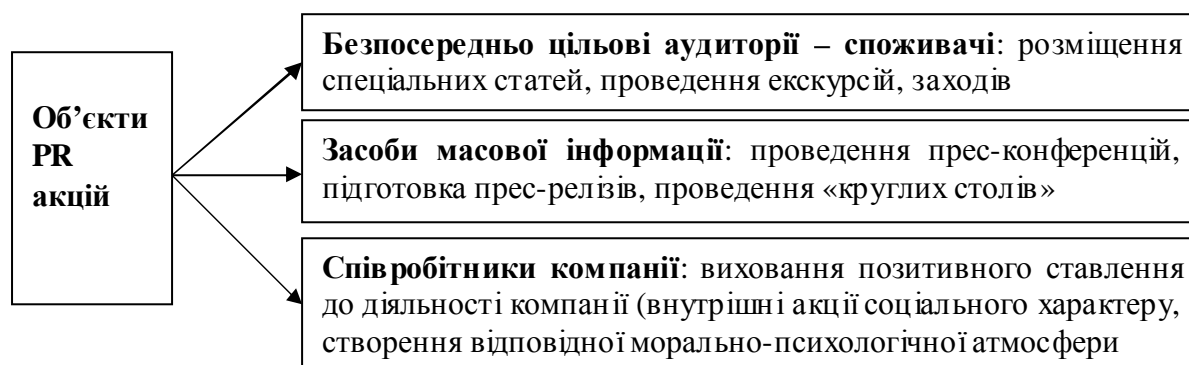 Об’єкти
PR
акцій
Безпосередньо цільові аудиторії – споживачі: розміщення
спеціальних статей, проведення екскурсій, заходів
Засоби масової інформації: проведення прес-конференцій,
підготовка прес-релізів, проведення «круглих столів»
Співробітники компанії: виховання позитивного ставлення
до діяльності компанії (внутрішні акції соціального характеру,
створення відповідної морально-психологічної атмосфери